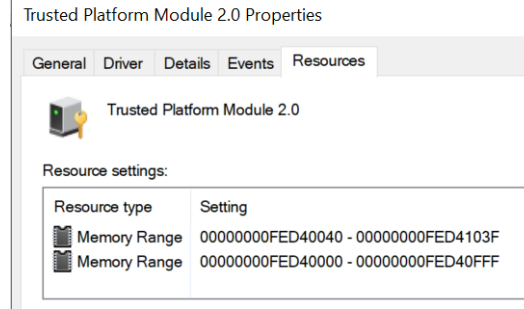 Trusted Platform Module 2.0 Properties
General Driver Details Events Resources
Trusted Platform Module 2.0
Resource settings:
Resource type Setting
Memory Range 00000000FED40040 - 00000000FED4103F
Memory Range 00000000FED40000 - 00000000FED40FFF